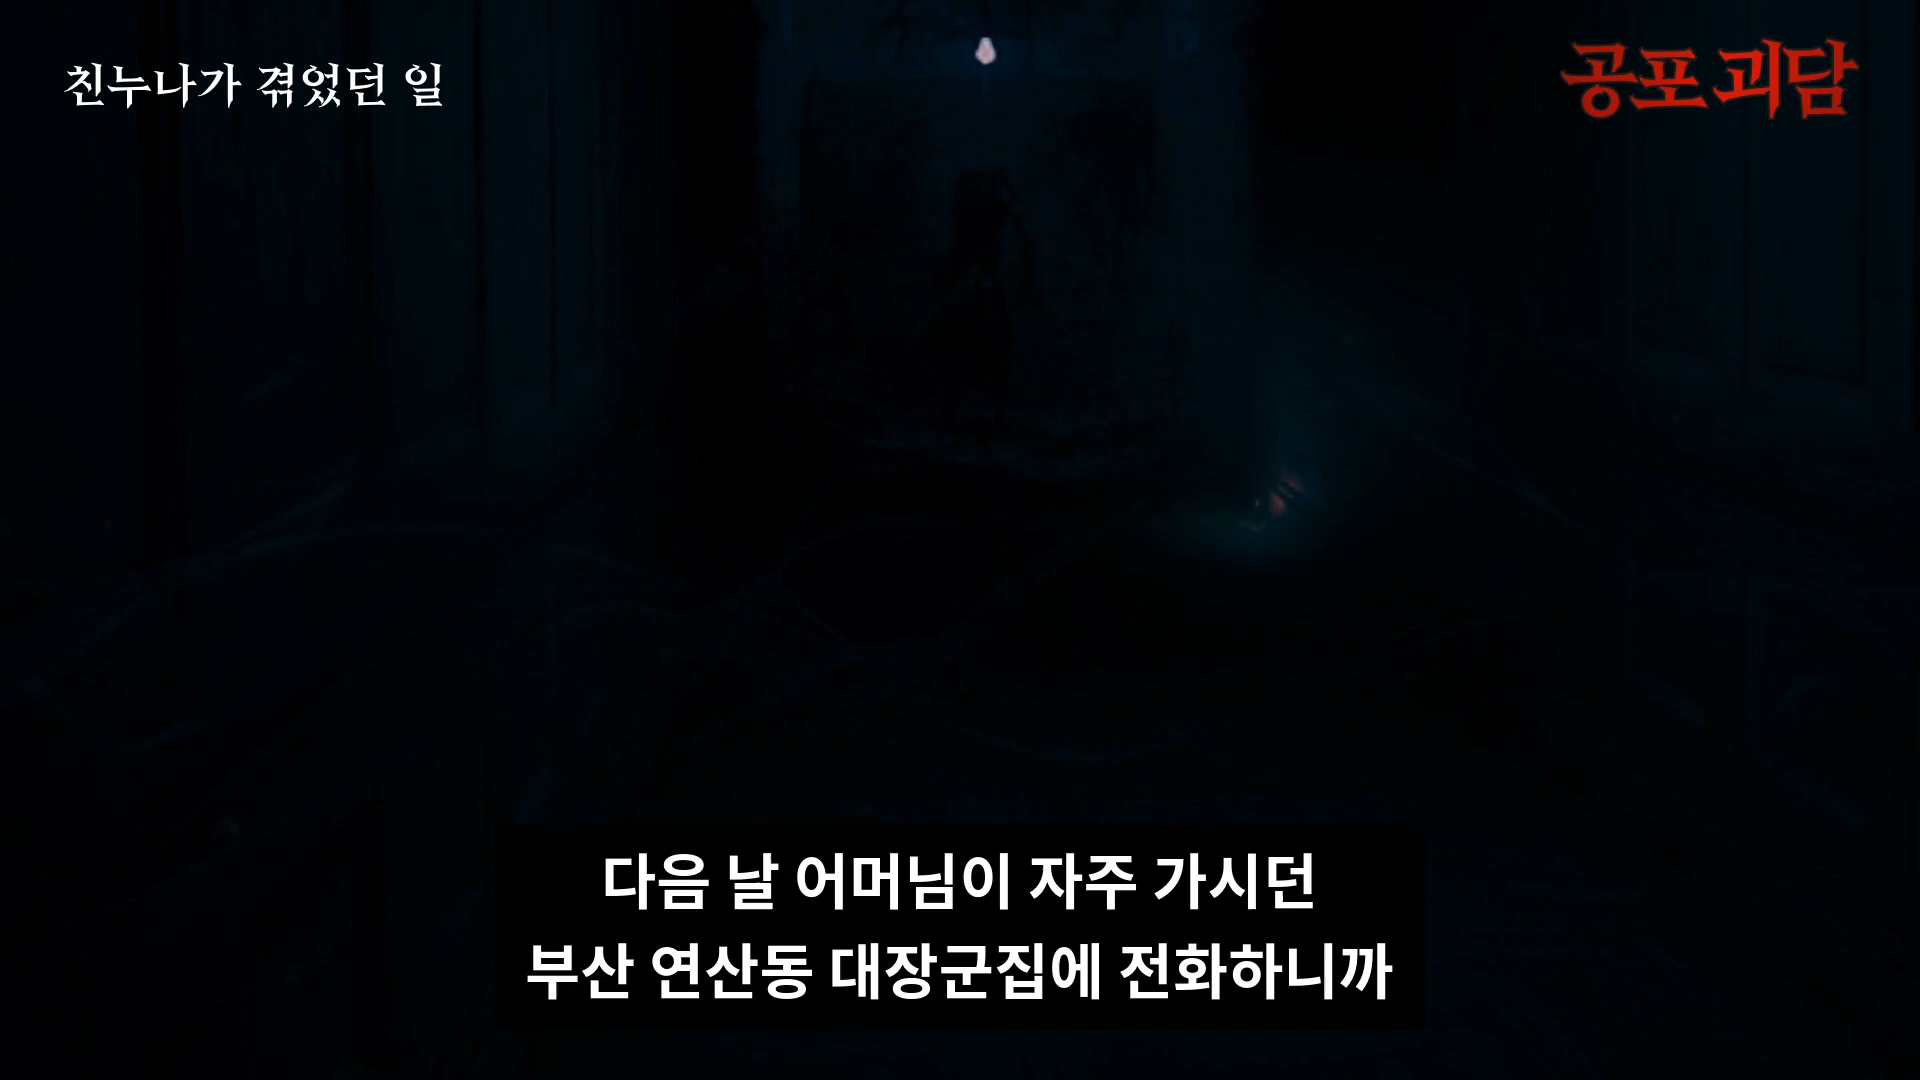 친누나가 겪었던 일
공포괴담
다음 날 어머님이 자주 가시던
부산 연산동 대장군집에 전화하니까